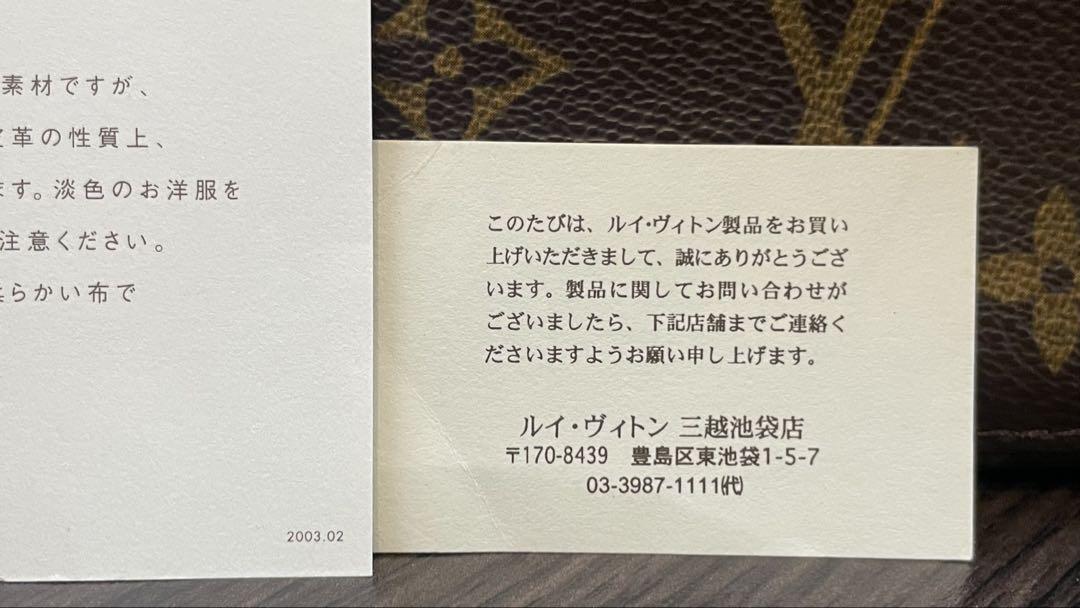 素材ですが、
革の性質上、
ます。淡色のお洋服を
注意ください。
らかい布で
2003.02
このたびは、ルイ・ヴィトン製品をお買い
上げいただきまして、誠にありがとうござ
います。製品に関してお問い合わせが
ございましたら、下記店舗までご連絡く
ださいますようお願い申し上げます。
ルイ・ヴィトン 三越池袋店
〒170-8439 豊島区東池袋1-5-7
03-3987-1111㈹